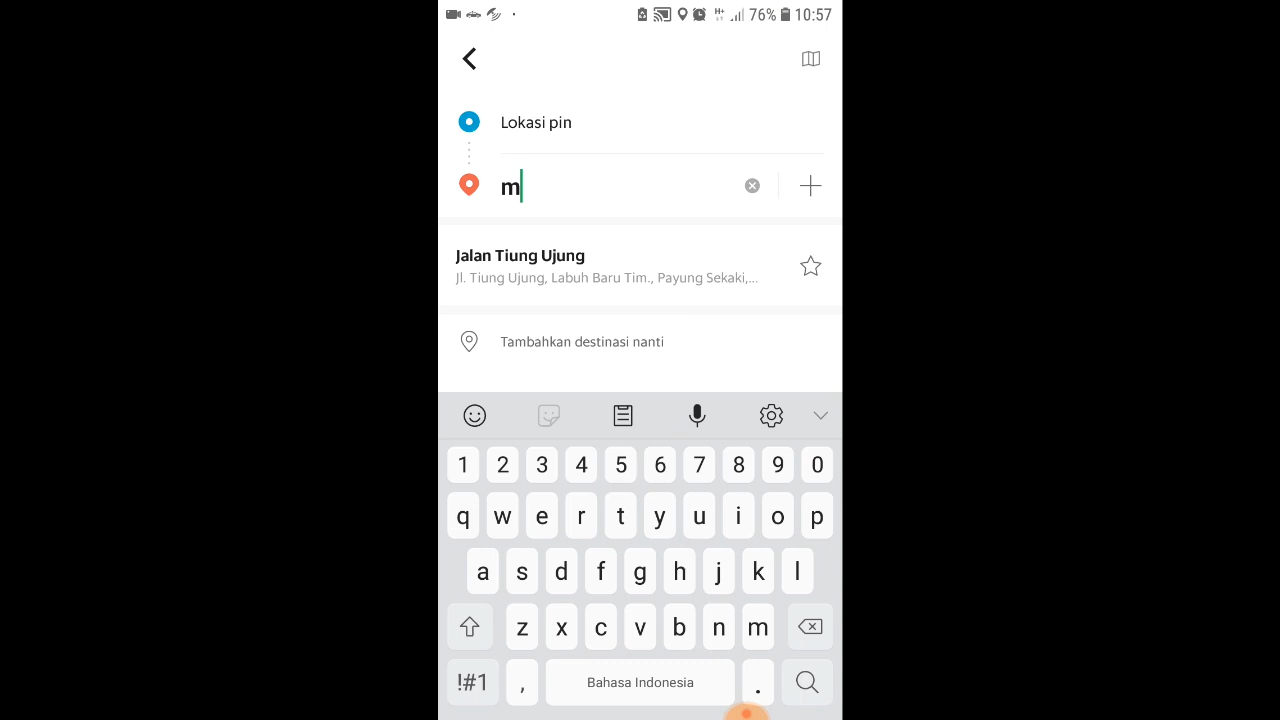 76% 10:57
Lokasi pin
m
Jalan Tiung Ujung
Jl. Tiung Ujung, Labuh Baru Tim., Payung Sekaki,...
Tambahkan destinasi nanti
1 2 3 4 5 6 7 8 9 0
q w e r t y u i o p
a s d f g h j k l
z x c v b n m
!#1 , Bahasa Indonesia .